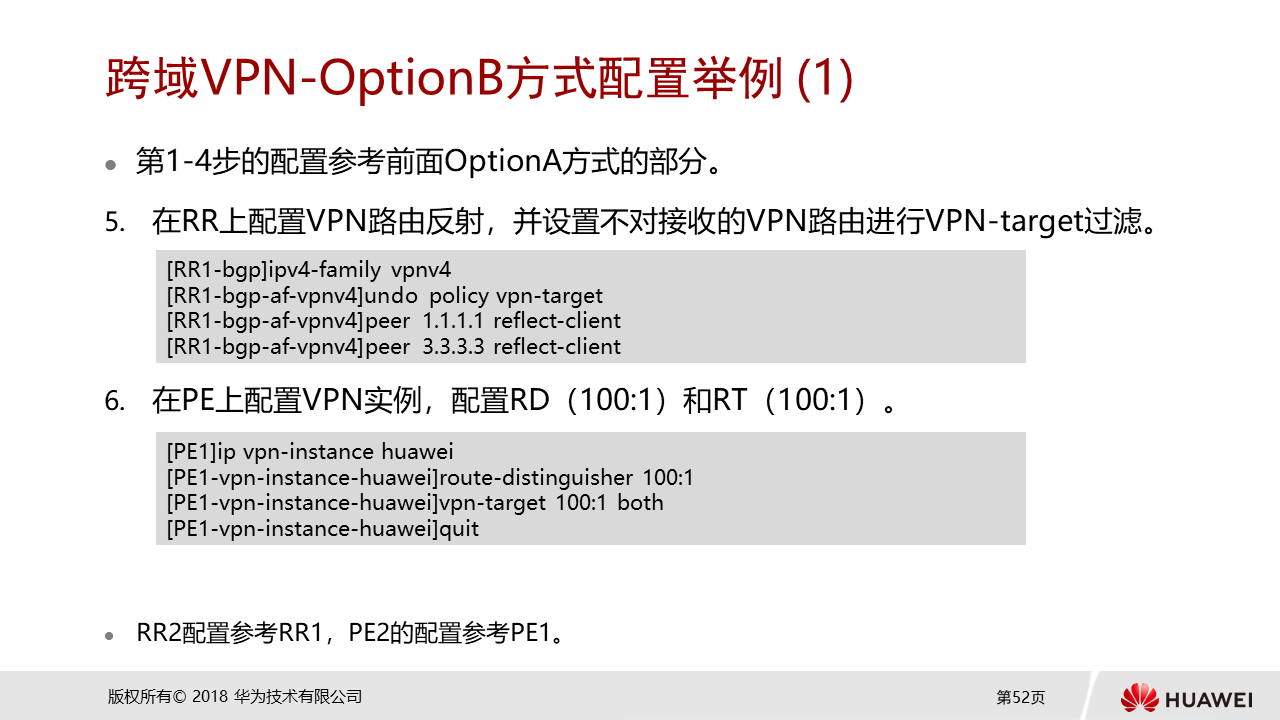 跨域VPN-OptionB方式配置举例 (1)
第1-4步的配置参考前面OptionA方式的部分。
5. 在RR上配置VPN路由反射，并设置不对接收的VPN路由进行VPN-target过滤。
[RR1-bgp]ipv4-family vpnv4
[RR1-bgp-af-vpnv4]undo policy vpn-target
[RR1-bgp-af-vpnv4]peer 1.1.1.1 reflect-client
[RR1-bgp-af-vpnv4]peer 3.3.3.3 reflect-client
6. 在PE上配置VPN实例，配置RD（100:1）和RT（100:1）。
[PE1]ip vpn-instance huawei
[PE1-vpn-instance-huawei]route-distinguisher 100:1
[PE1-vpn-instance-huawei]vpn-target 100:1 both
[PE1-vpn-instance-huawei]quit
RR2配置参考RR1，PE2的配置参考PE1。
版权所有© 2018 华为技术有限公司
第52页
HUAWEI